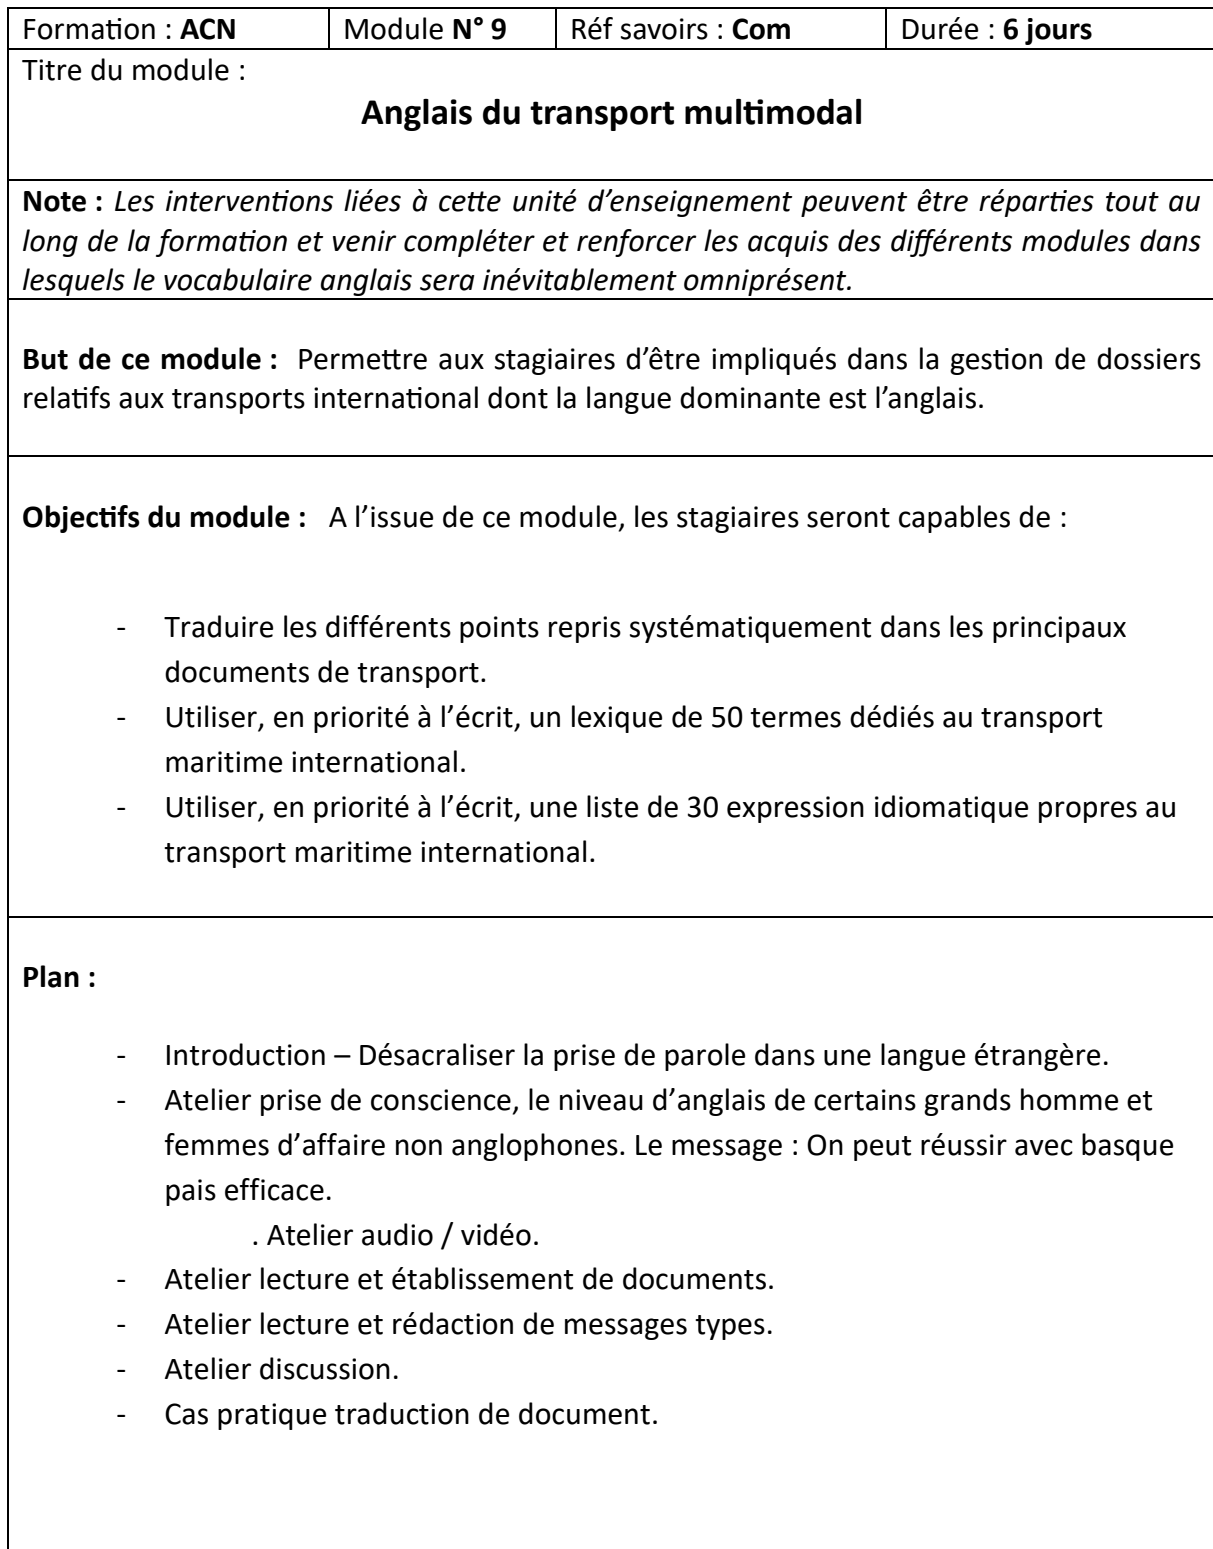 Formation : ACN Module N° 9 Réf savoirs : Com Durée : 6 jours
Titre du module :
Anglais du transport multimodal
Note : Les interventions liées à cette unité d’enseignement peuvent être réparties tout au
long de la formation et venir compléter et renforcer les acquis des différents modules dans
lesquels le vocabulaire anglais sera inévitablement omniprésent.
But de ce module : Permettre aux stagiaires d’être impliqués dans la gestion de dossiers
relatifs aux transports international dont la langue dominante est l’anglais.
Objectifs du module : A l’issue de ce module, les stagiaires seront capables de :
- Traduire les différents points repris systématiquement dans les principaux
documents de transport.
- Utiliser, en priorité à l’écrit, un lexique de 50 termes dédiés au transport
maritime international.
- Utiliser, en priorité à l’écrit, une liste de 30 expression idiomatique propres au
transport maritime international.
Plan :
- Introduction – Désacraliser la prise de parole dans une langue étrangère.
- Atelier prise de conscience, le niveau d’anglais de certains grands homme et
femmes d’affaire non anglophones. Le message : On peut réussir avec basque
pais efficace.
. Atelier audio / vidéo.
- Atelier lecture et établissement de documents.
- Atelier lecture et rédaction de messages types.
- Atelier discussion.
- Cas pratique traduction de document.